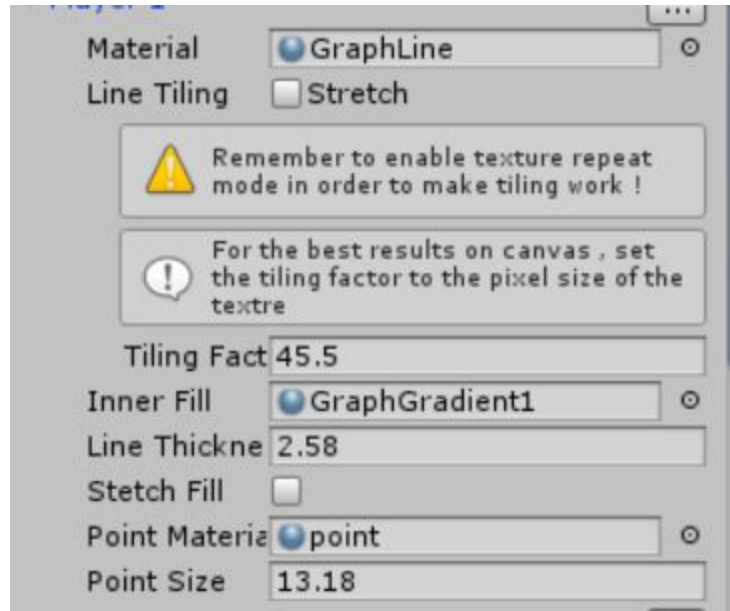 Material GraphLine
Line Tiling Stretch
Remember to enable texture repeat
mode in order to make tiling work !
For the best results on canvas , set
the tiling factor to the pixel size of the
textre
Tiling Fact 45.5
Inner Fill GraphGradient1
Line Thickne 2.58
Stetch Fill
Point Materia point
Point Size 13.18